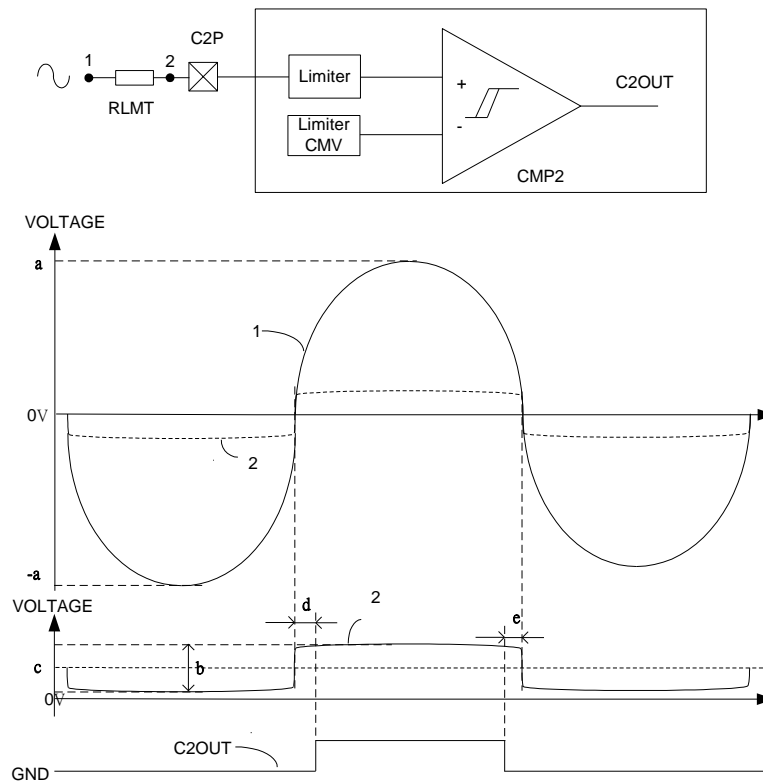 C2P
1
2
RLMT
Limiter
Limiter
CMV
+
-
C2OUT
CMP2
VOLTAGE
a
1
0V
2
-a
VOLTAGE
d
2
e
c
b
0V
C2OUT
GND